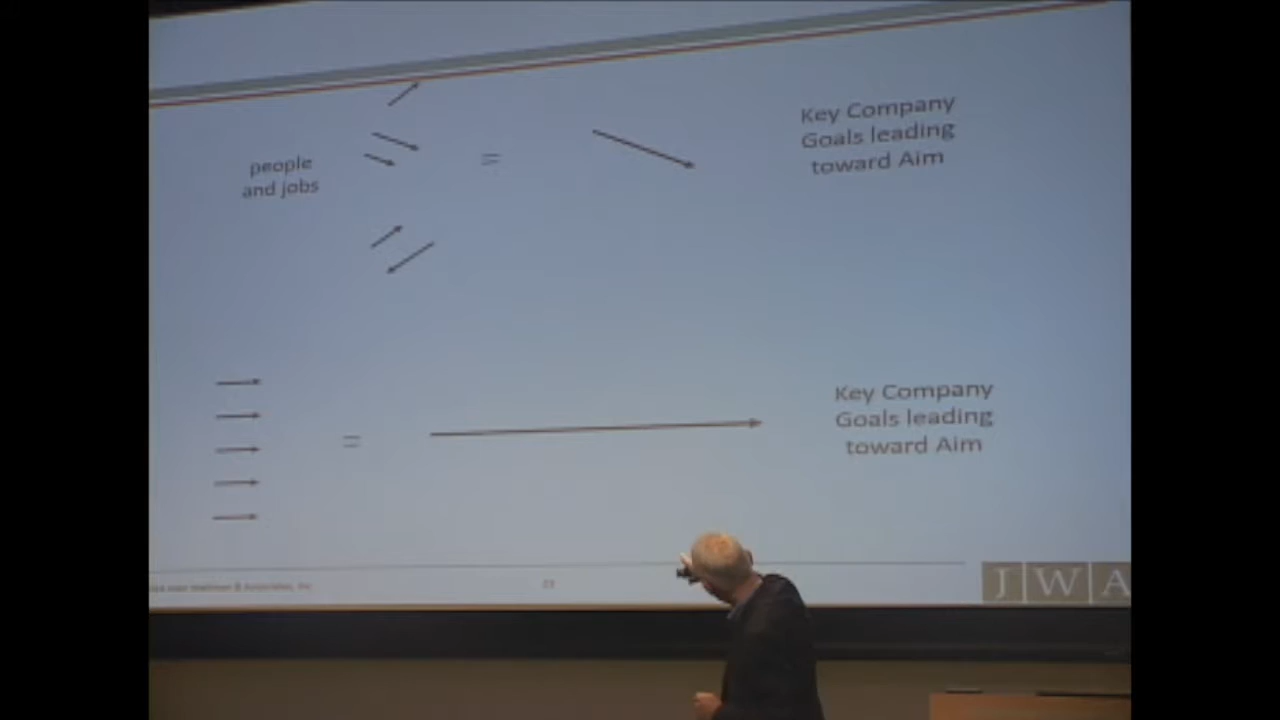 Key Company
Goals leading
toward Aim
people
and jobs
=
=
Key Company
Goals leading
toward Aim
JWA